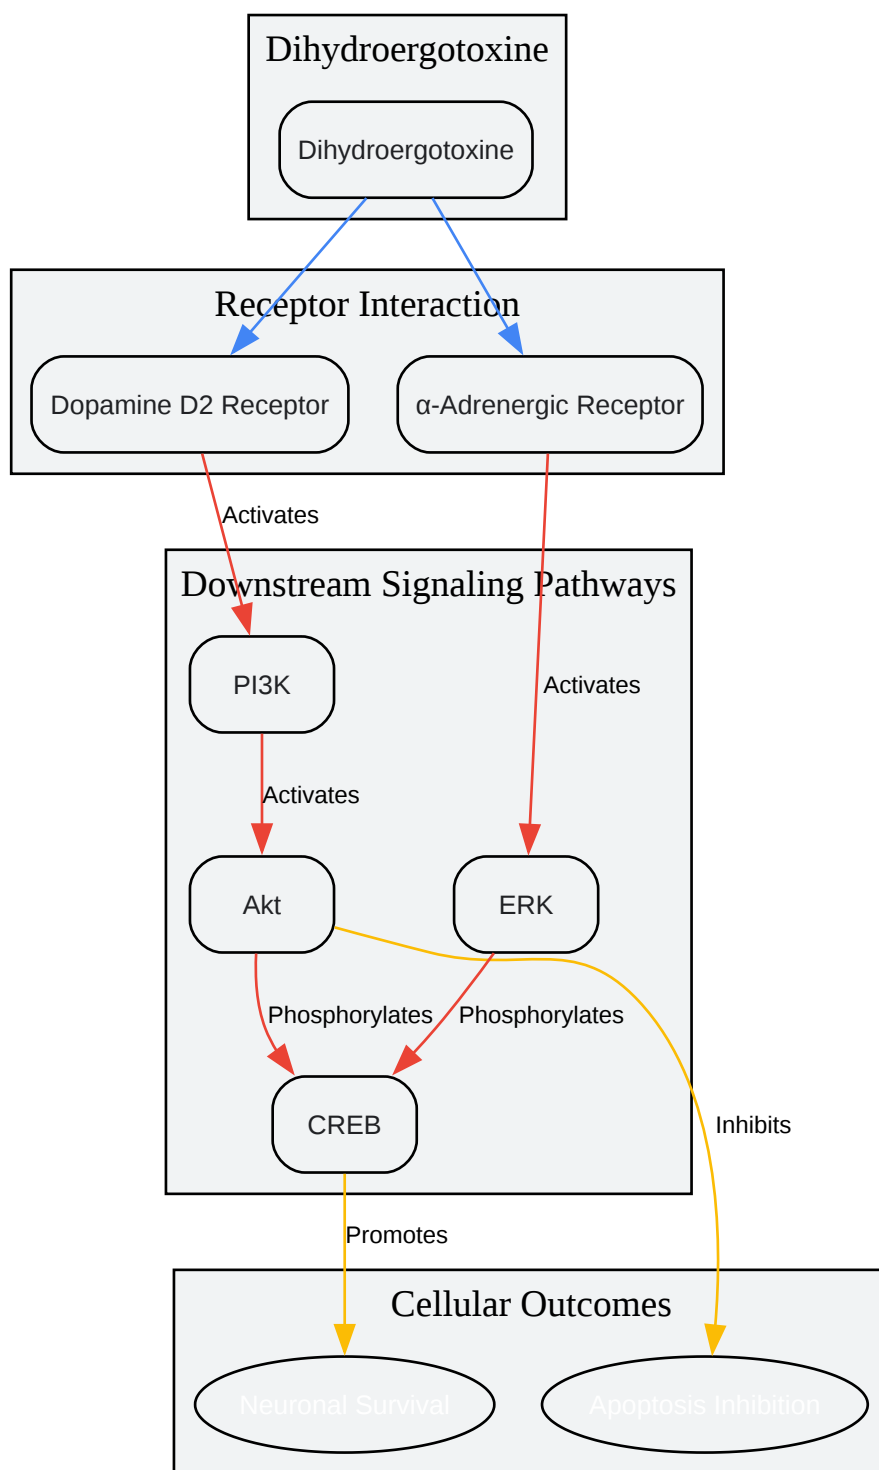 Dihydroergotoxine
Dihydroergotoxine
Receptor Interaction
Dopamine D2 Receptor
α-Adrenergic Receptor
Activates
Downstream Signaling Pathways
PI3K
Activates
Activates
Akt
ERK
Phosphorylates
Phosphorylates
CREB
Inhibits
Promotes
Cellular Outcomes
Neuronal Survival
Apoptosis Inhibition